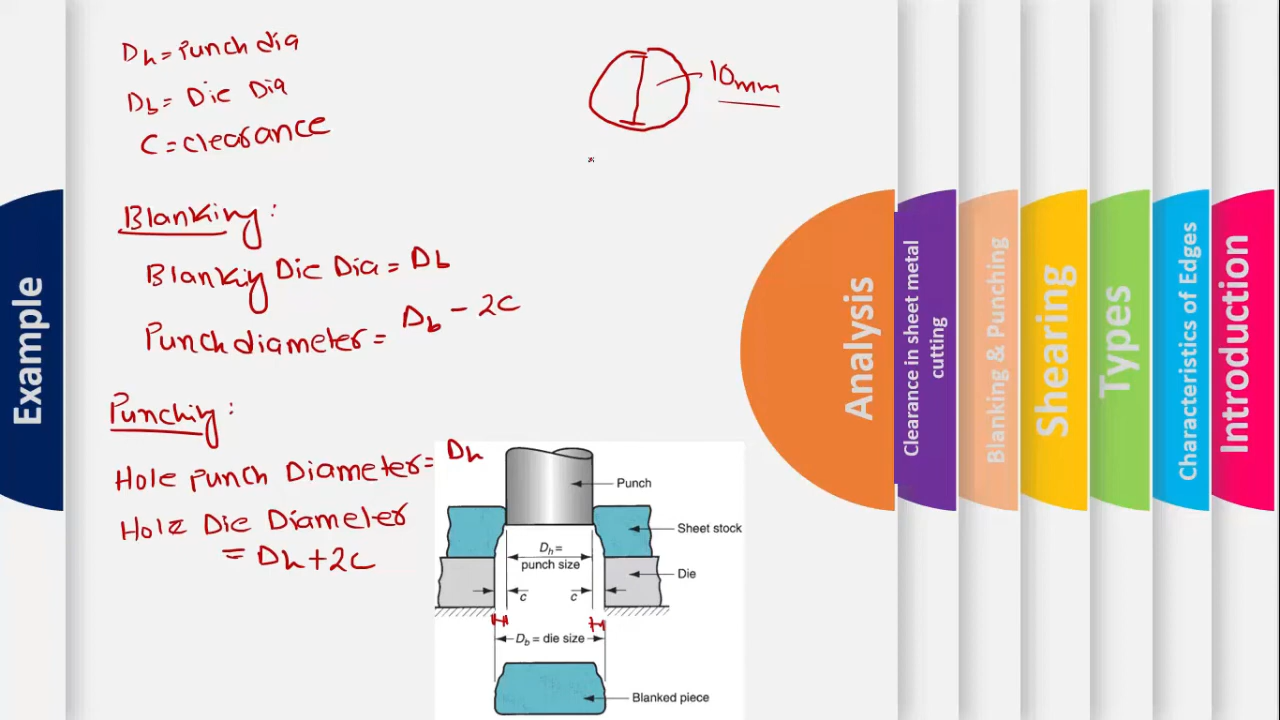 Dh = Punch dia
Db = Die Dia
C = clearance
10mm
Blanking :
Blankiy Die Dia = Db
Punch diameter = Db - 2C
Punchiy :
Hole Punch Diameter = Dh
Hole Die Diameter
= Dh + 2C
Punch
Sheet stock
Dh =
punch size
Die
c
c
Db = die size
Blanked piece
Example
Analysis
Clearance in sheet metal
cutting
Blanking & Punching
Shearing
Types
Characteristics of Edges
Introduction